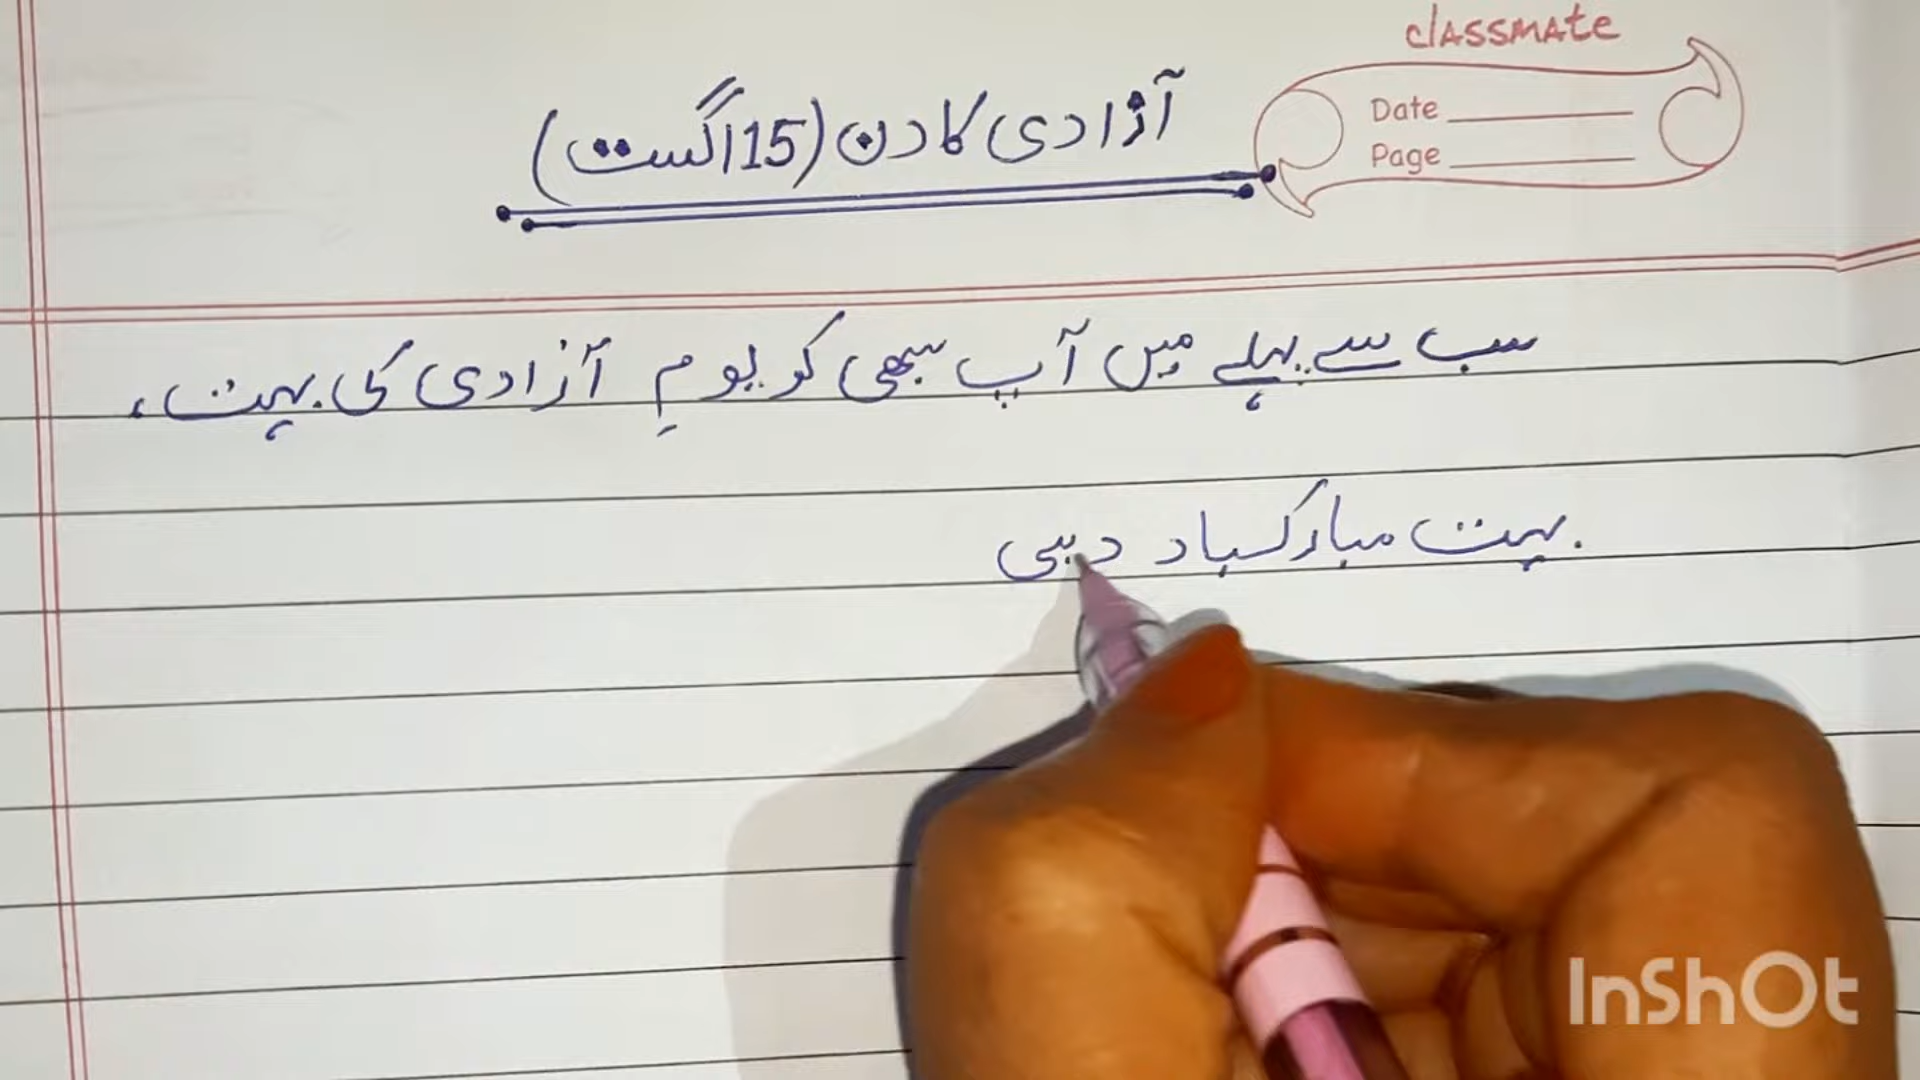 classmate
Date
Page
آزادی کا دن (15 اگست)
سب سے پہلے میں آپ سبھی کو یومِ آزادی کی بہت،
بہت مبارکباد
InShOt